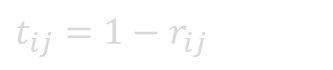 t_{ij} = 1 − r_{ij}